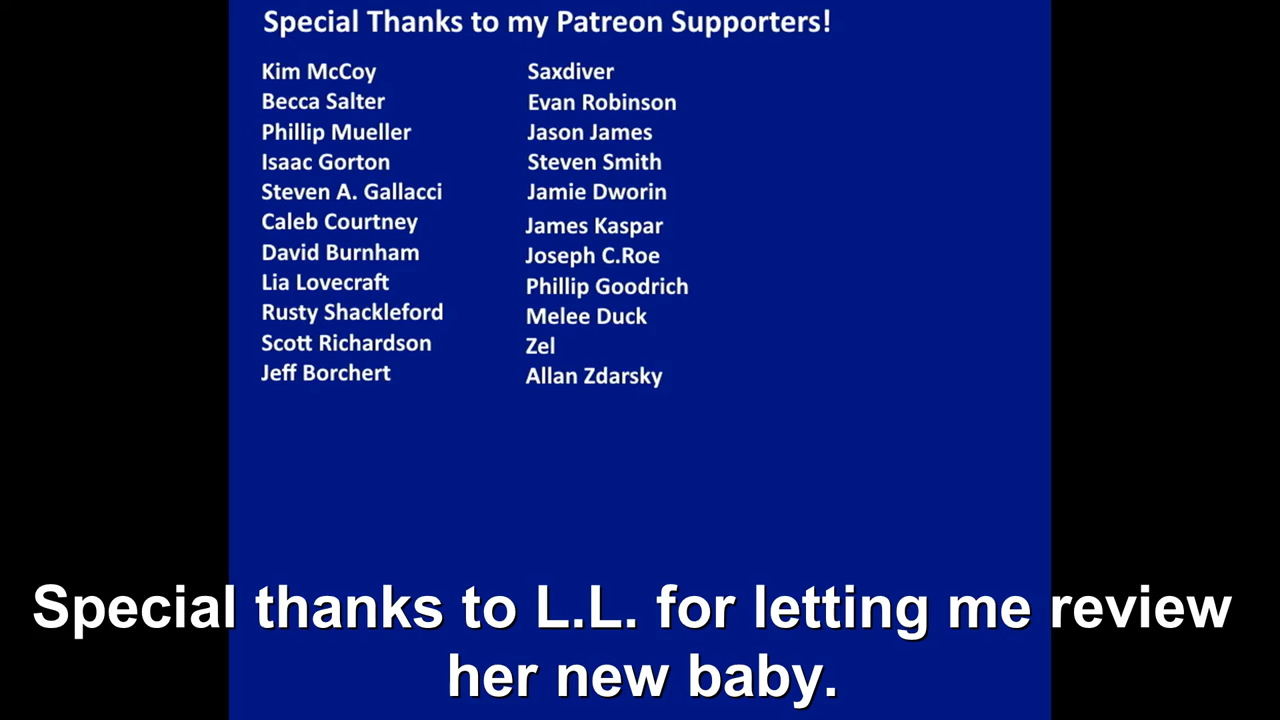 Special Thanks to my Patreon Supporters!
Kim McCoy
Becca Salter
Phillip Mueller
Isaac Gorton
Steven A. Gallacci
Caleb Courtney
David Burnham
Lia Lovecraft
Rusty Shackleford
Scott Richardson
Jeff Borchert
Saxdiver
Evan Robinson
Jason James
Steven Smith
Jamie Dworin
James Kaspar
Joseph C.Roe
Phillip Goodrich
Melee Duck
Zel
Allan Zdarsky
Special thanks to L.L. for letting me review
her new baby.